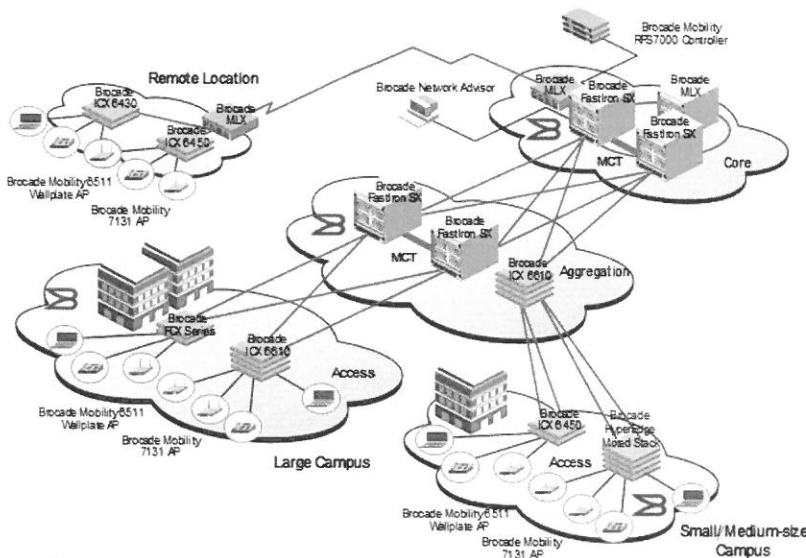 Brocade Mobility
RFS7000 Controller
Remote Location
Brocade
ICX 6430
Brocade
MLX
Brocade
ICX 6450
Brocade Mobility 6511
Wallplate AP
Brocade Mobility
7131 AP
Brocade Network Advisor
Brocade
MLX
Brocade
FastIron SX
Brocade
MLX
Brocade
FastIron SX
MCT
Core
Brocade
FastIron SX
Brocade
FastIron SX
MCT
Brocade
ICX 6610
Aggregation
Brocade
FCX Series
Brocade
ICX 6610
Access
Brocade Mobility 6511
Wallplate AP
Brocade Mobility
7131 AP
Large Campus
Brocade
ICX 6450
Brocade
HyperEdge
Mixed Stack
Access
Brocade Mobility 6511
Wallplate AP
Brocade Mobility
7131 AP
Small/Medium-size
Campus